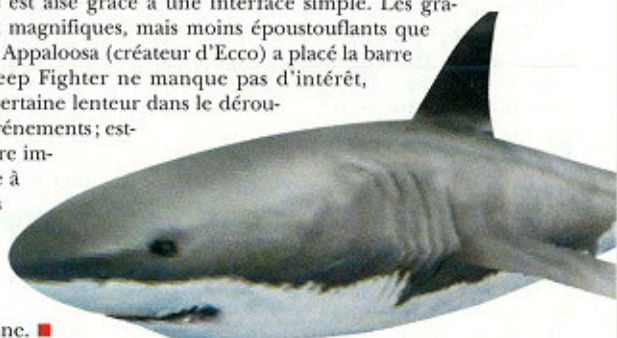 est aisé grâce à une interface simple. Les gra-
magnifiques, mais moins époustouflants que
Appaloosa (créateur d'Ecco) a placé la barre
eep Fighter ne manque pas d'intérêt,
ertaine lenteur dans le dérou-
énements ; est-
re im-
à
ne. ■